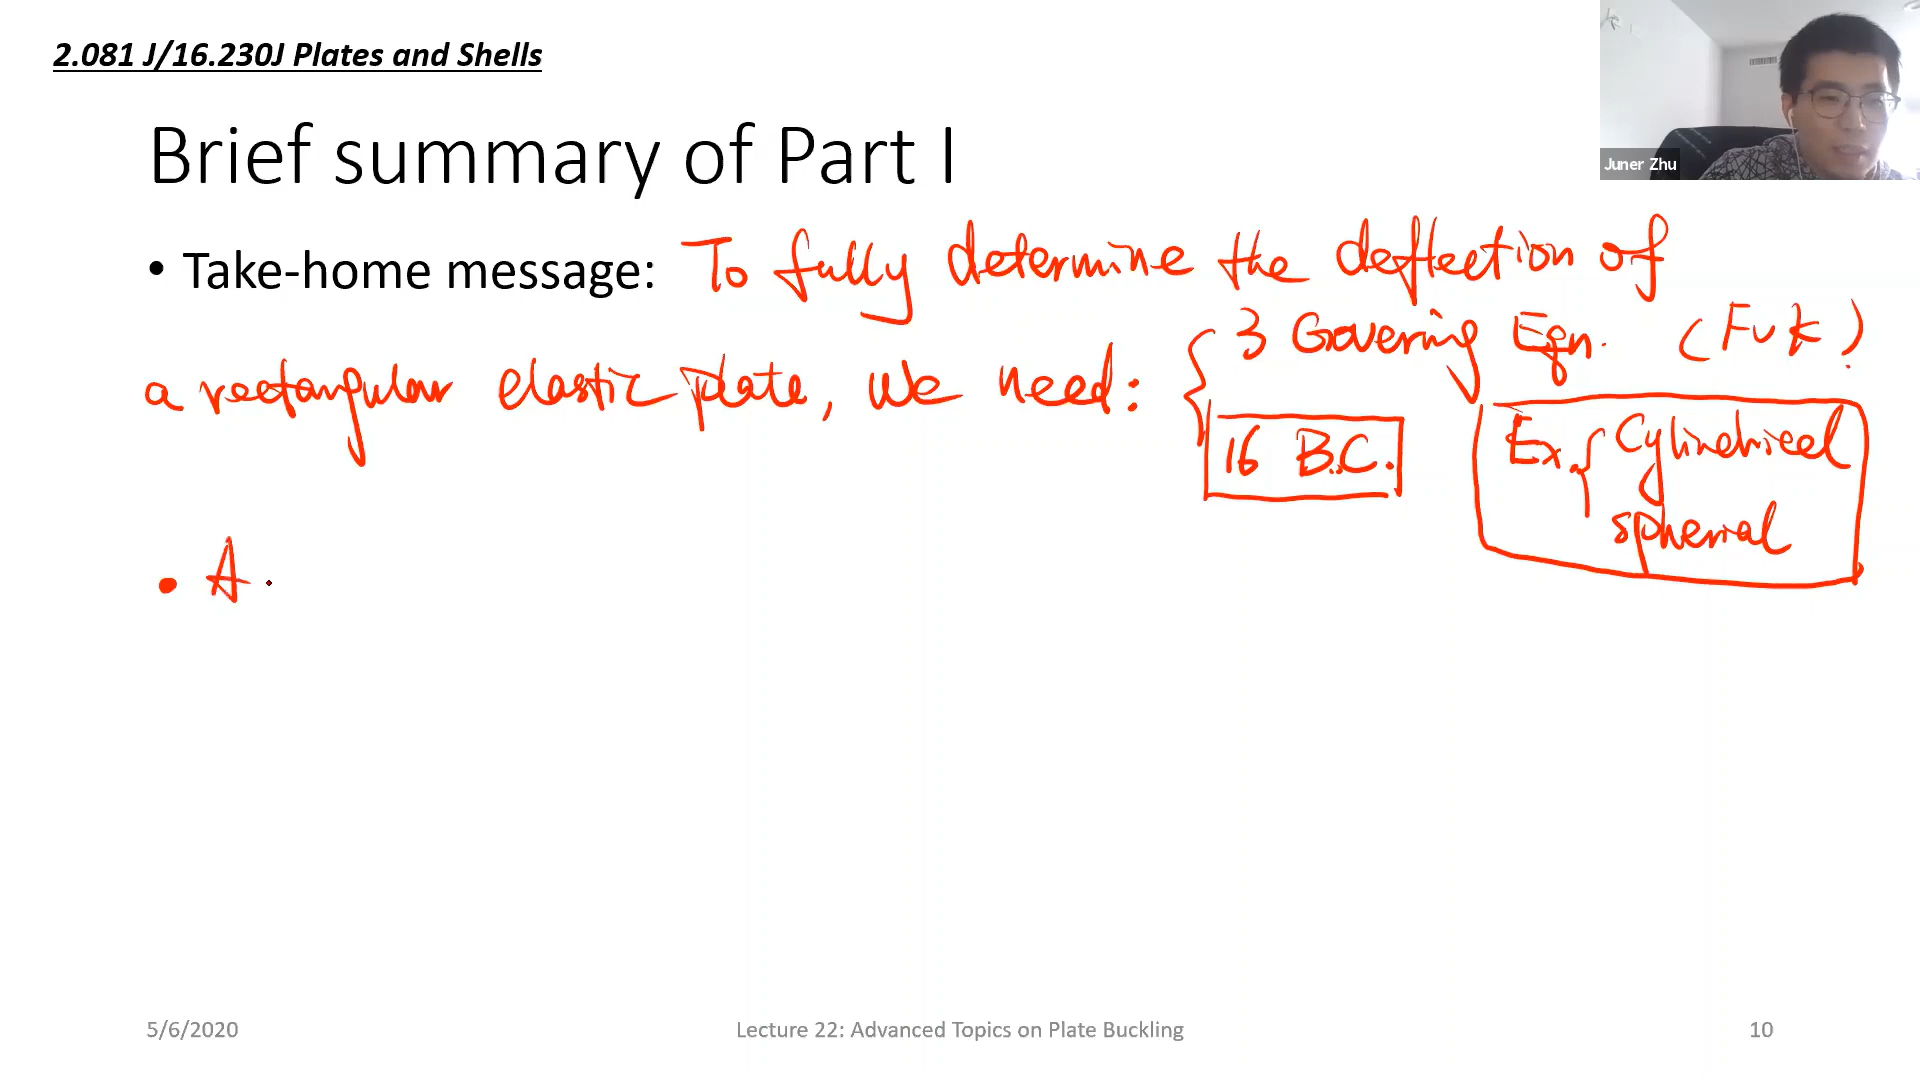 2.081 J/16.230J Plates and Shells
Juner Zhu
Brief summary of Part I
• Take-home message: To fully determine the deflection of
a rectangular elastic plate, we need: { 3 Governing Eqn. (FvK)
16 B.C.
Ex. { Cylindrical
spherical
• A
5/6/2020
Lecture 22: Advanced Topics on Plate Buckling
10